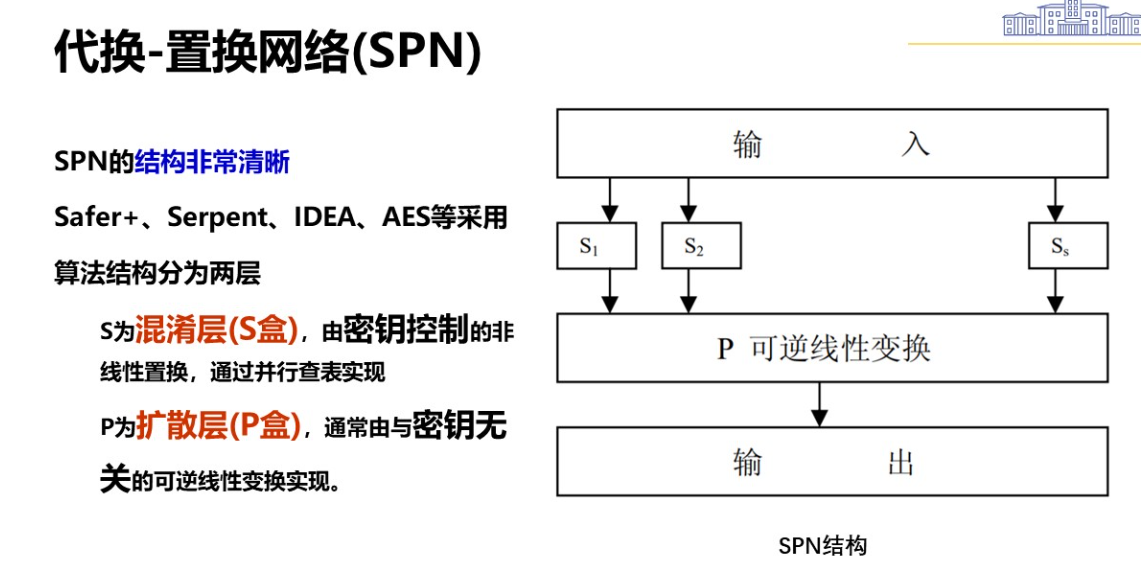 代换-置换网络(SPN)
SPN的结构非常清晰
Safer+、Serpent、IDEA、AES等采用
算法结构分为两层
S为混淆层(S盒)，由密钥控制的非
线性置换，通过并行查表实现
P为扩散层(P盒)，通常由与密钥无
关的可逆线性变换实现。
输 入
S1 S2 Ss
P 可逆线性变换
输 出
SPN结构